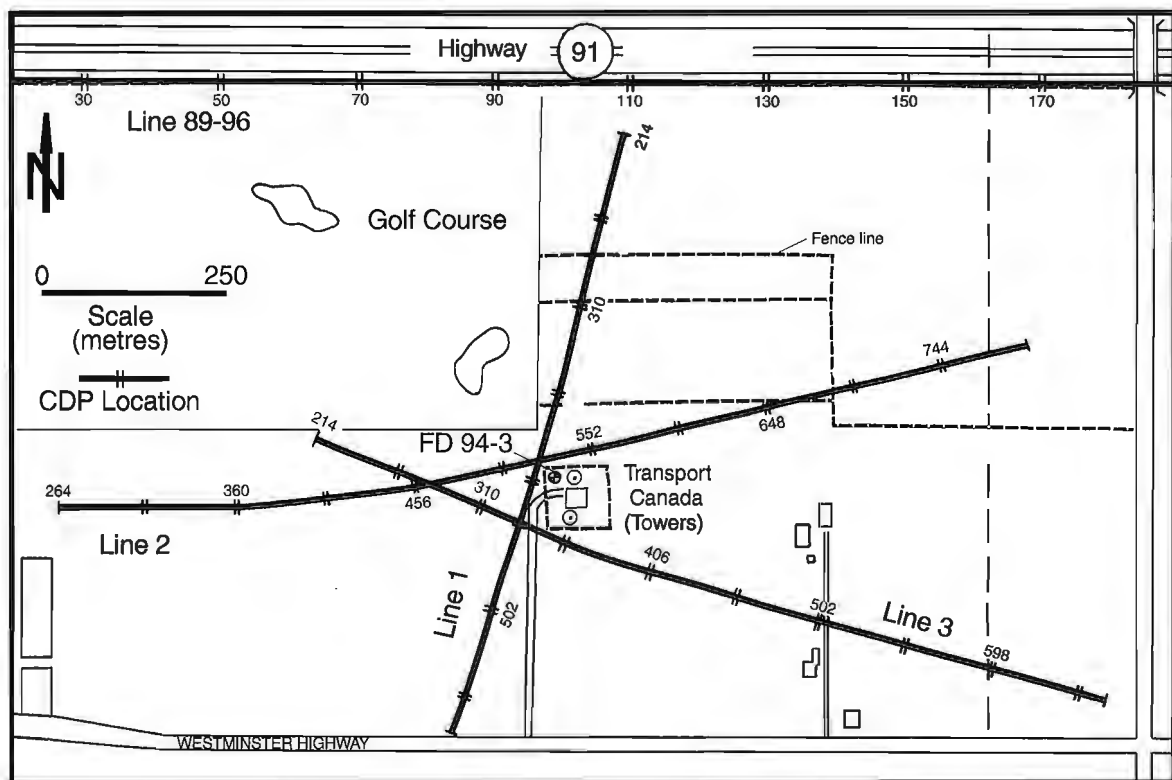 Highway 91
30 50 70 90 110 130 150 170
Line 89-96
N
214
Golf Course
Fence line
0 250
Scale
(metres)
310
CDP Location
744
214
648
FD 94-3
552
Transport
Canada
(Towers)
264
360
456
310
Line 2
406
Line 1
502
502
Line 3
598
WESTMINSTER HIGHWAY